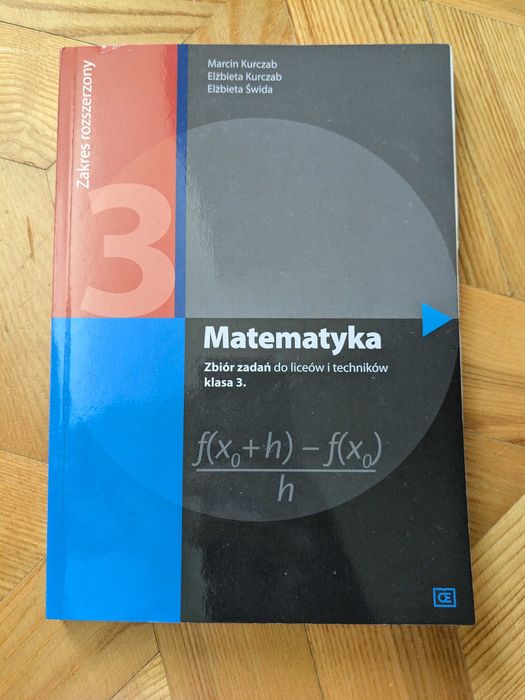 Marcin Kurczab
Elżbieta Kurczab
Elżbieta Świda
Zakres rozszerzony
3
Matematyka
Zbiór zadań do liceów i techników
klasa 3.
f(x₀+h) – f(x₀)
h
OE